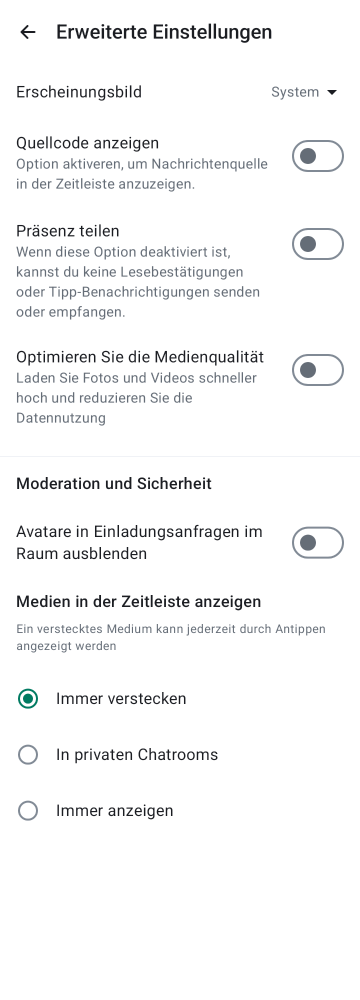 Erweiterte Einstellungen
Erscheinungsbild
System
Quellcode anzeigen
Option aktivieren, um Nachrichtenquelle
in der Zeitleiste anzuzeigen.
Präsenz teilen
Wenn diese Option deaktiviert ist,
kannst du keine Lesebestätigungen
oder Tipp-Benachrichtigungen senden
oder empfangen.
Optimieren Sie die Medienqualität
Laden Sie Fotos und Videos schneller
hoch und reduzieren Sie die
Datennutzung
Moderation und Sicherheit
Avatare in Einladungsanfragen im
Raum ausblenden
Medien in der Zeitleiste anzeigen
Ein verstecktes Medium kann jederzeit durch Antippen
angezeigt werden
Immer verstecken
In privaten Chatrooms
Immer anzeigen